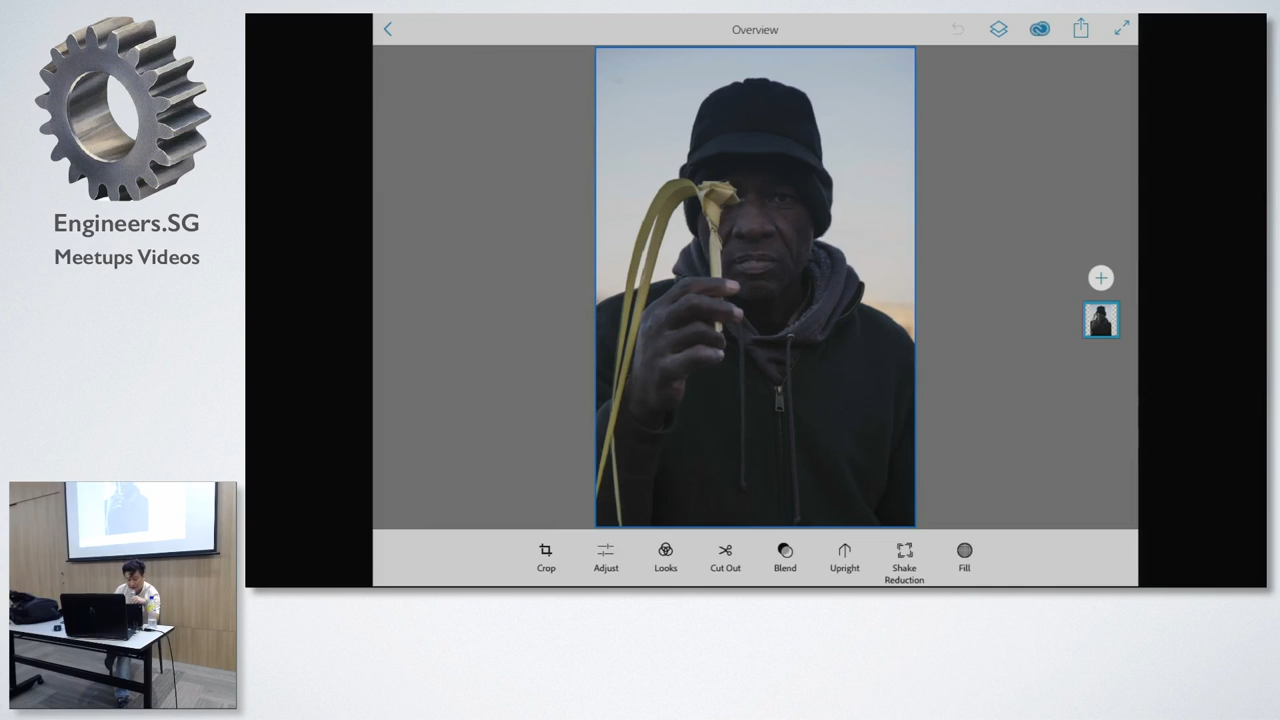 Engineers.SG
Meetups Videos
Overview
Crop
Adjust
Looks
Cut Out
Blend
Upright
Shake
Reduction
Fill